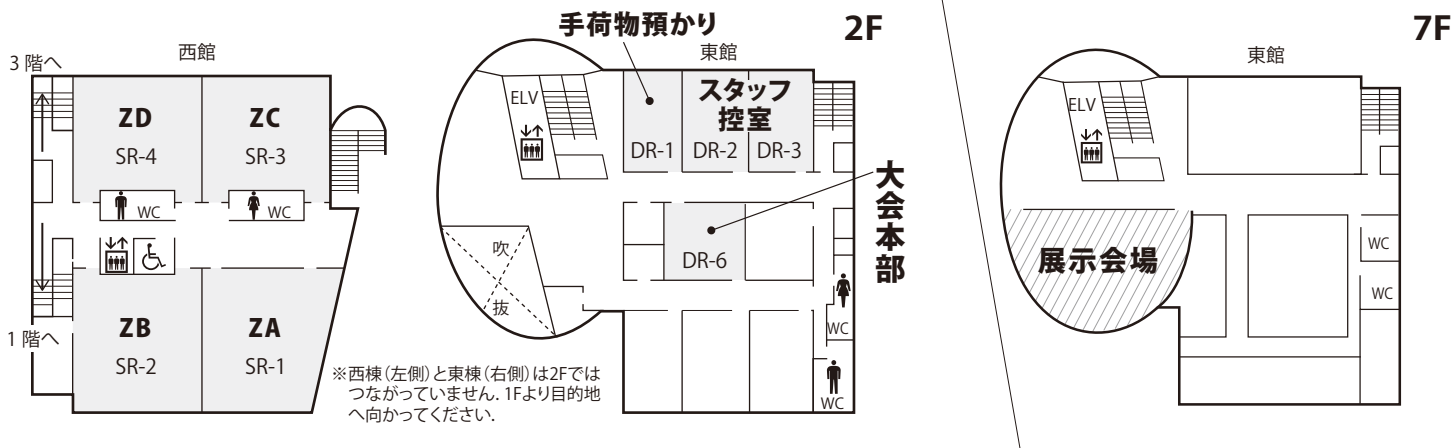 手荷物預かり
2F
7F
西館
東館
東館
3 階へ
ZD
SR-4
ZC
SR-3
WC
WC
ZB
SR-2
ZA
SR-1
1 階へ
ELV
DR-1
スタッフ
控室
DR-2
DR-3
大会本部
DR-6
吹
抜
WC
WC
※西棟(左側)と東棟(右側)は2Fでは
つながっていません. 1Fより目的地
へ向かってください.
ELV
展示会場
WC
WC